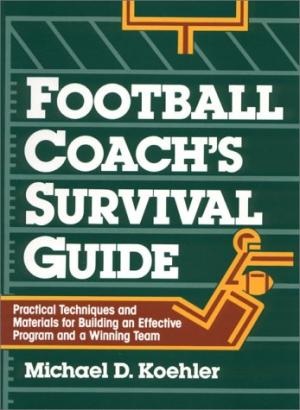 FOOTBALL
COACH'S
SURVIVAL
GUIDE
Practical Techniques and
Materials for Building an Effective
Program and a Winning Team
Michael D. Koehler